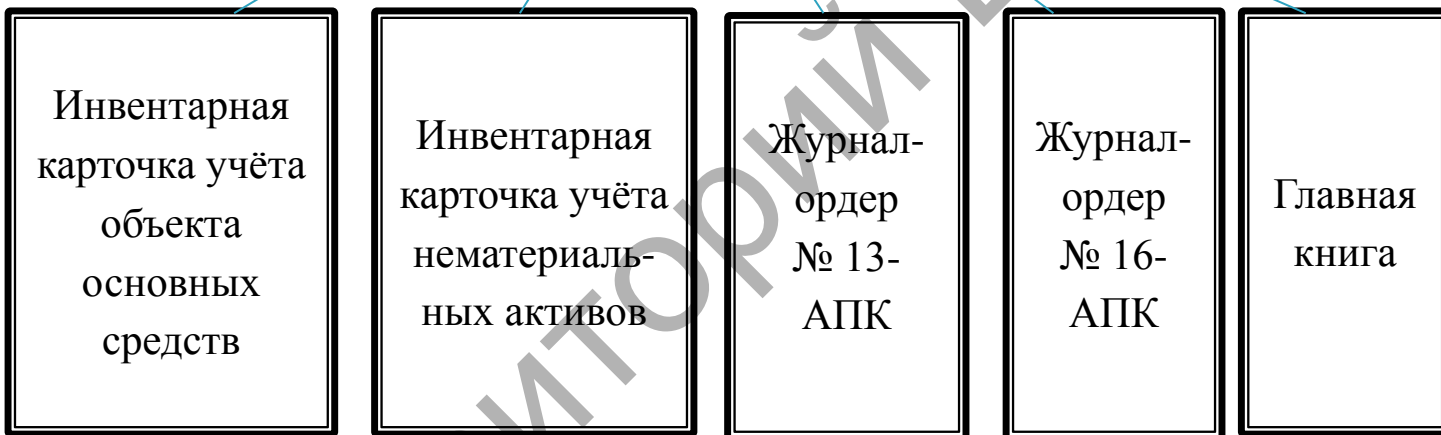 Инвентарная
карточка учёта
объекта
основных
средств
Инвентарная
карточка учёта
нематериаль-
ных активов
Журнал-
ордер
№ 13-
АПК
Журнал-
ордер
№ 16-
АПК
Главная
книга